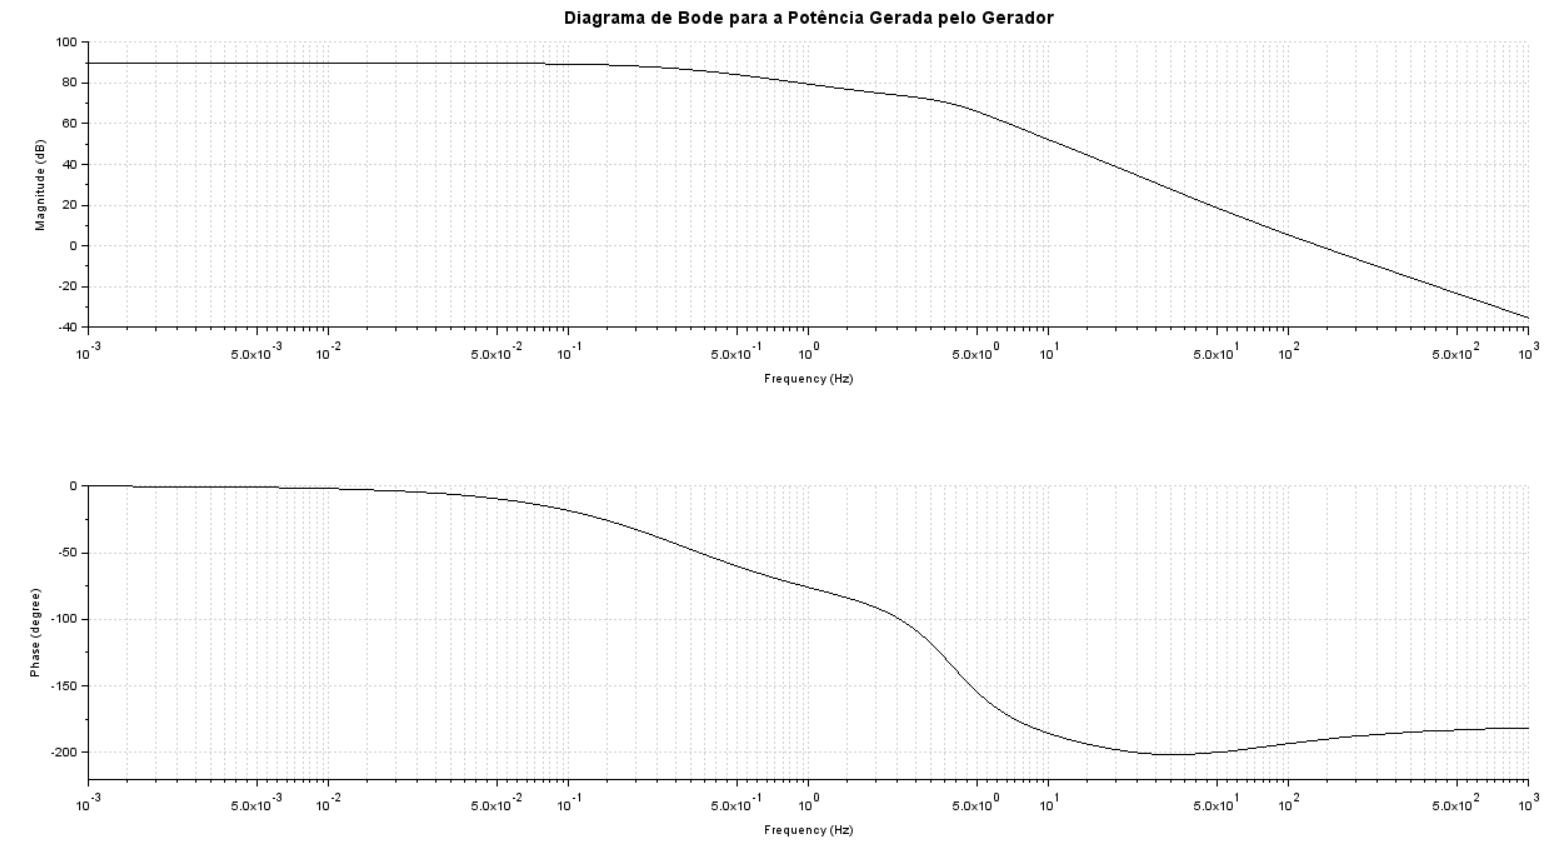 Diagrama de Bode para a Potência Gerada pelo Gerador
100
80
60
40
20
0
-20
-40
Magnitude (dB)
10^-3 5.0x10^-3 10^-2 5.0x10^-2 10^-1 5.0x10^-1 10^0 5.0x10^0 10^1 5.0x10^1 10^2 5.0x10^2 10^3
Frequency (Hz)
0
-50
-100
-150
-200
Phase (degree)
10^-3 5.0x10^-3 10^-2 5.0x10^-2 10^-1 5.0x10^-1 10^0 5.0x10^0 10^1 5.0x10^1 10^2 5.0x10^2 10^3
Frequency (Hz)